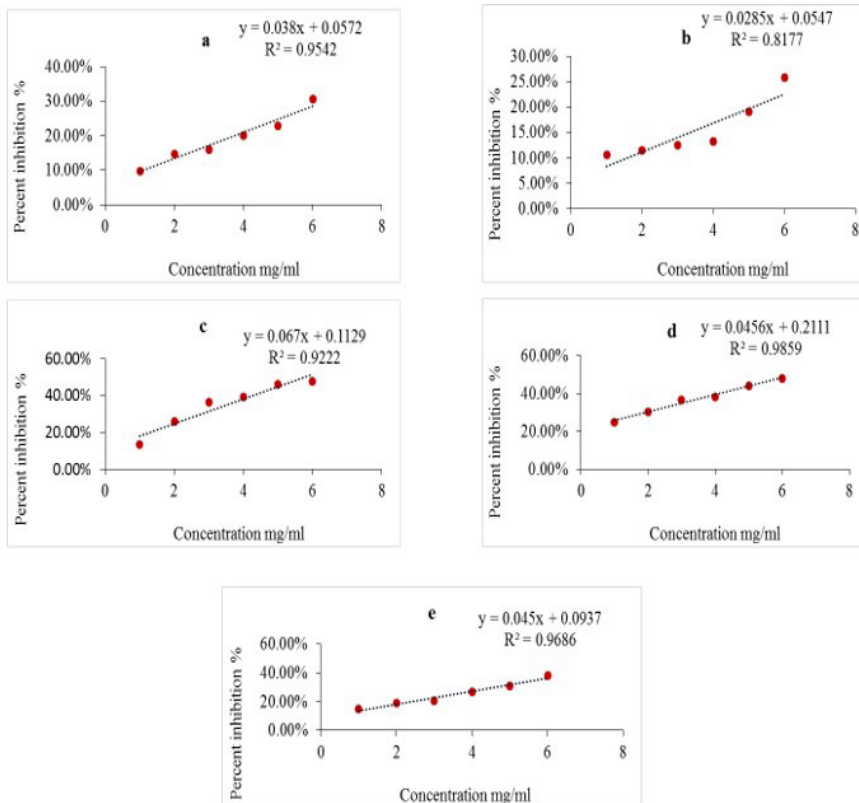 a
y = 0.038x + 0.0572
R² = 0.9542
Percent inhibition %
40.00%
30.00%
20.00%
10.00%
0.00%
0 2 4 6 8
Concentration mg/ml
b
y = 0.0285x + 0.0547
R² = 0.8177
Percent inhibition %
30.00%
25.00%
20.00%
15.00%
10.00%
5.00%
0.00%
0 2 4 6 8
Concentration mg/ml
c
y = 0.067x + 0.1129
R² = 0.9222
Percent inhibition %
60.00%
40.00%
20.00%
0.00%
0 2 4 6 8
Concentration mg/ml
d
y = 0.0456x + 0.2111
R² = 0.9859
Percent inhibition %
60.00%
40.00%
20.00%
0.00%
0 2 4 6 8
Concentration mg/ml
e
y = 0.045x + 0.0937
R² = 0.9686
Percent inhibition %
60.00%
40.00%
20.00%
0.00%
0 2 4 6 8
Concentration mg/ml